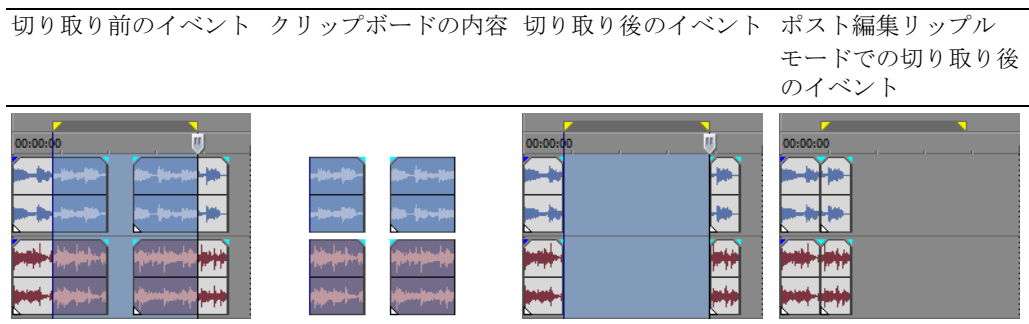 切り取り前のイベント
クリップボードの内容
切り取り後のイベント
ポスト編集リップル
モードでの切り取り後
のイベント
00:00:00
00:00:00
00:00:00